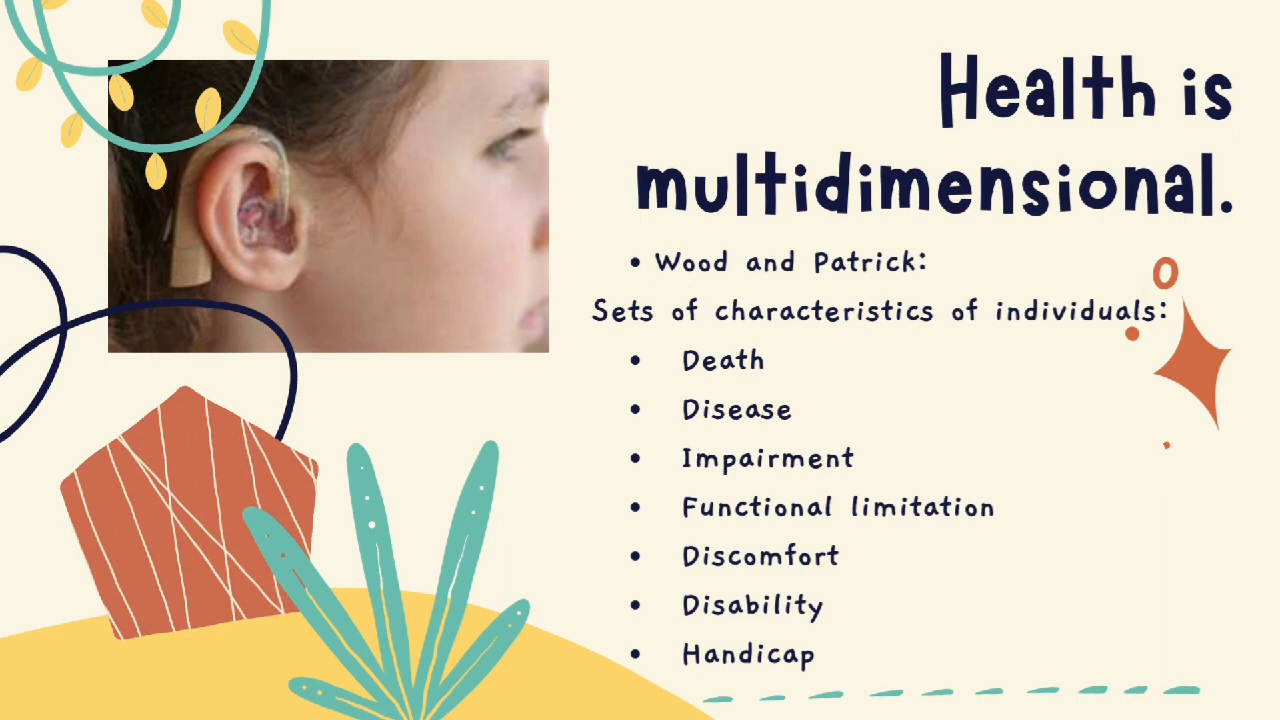 Health is
multidimensional.
• Wood and Patrick:
Sets of characteristics of individuals:
• Death
• Disease
• Impairment
• Functional limitation
• Discomfort
• Disability
• Handicap